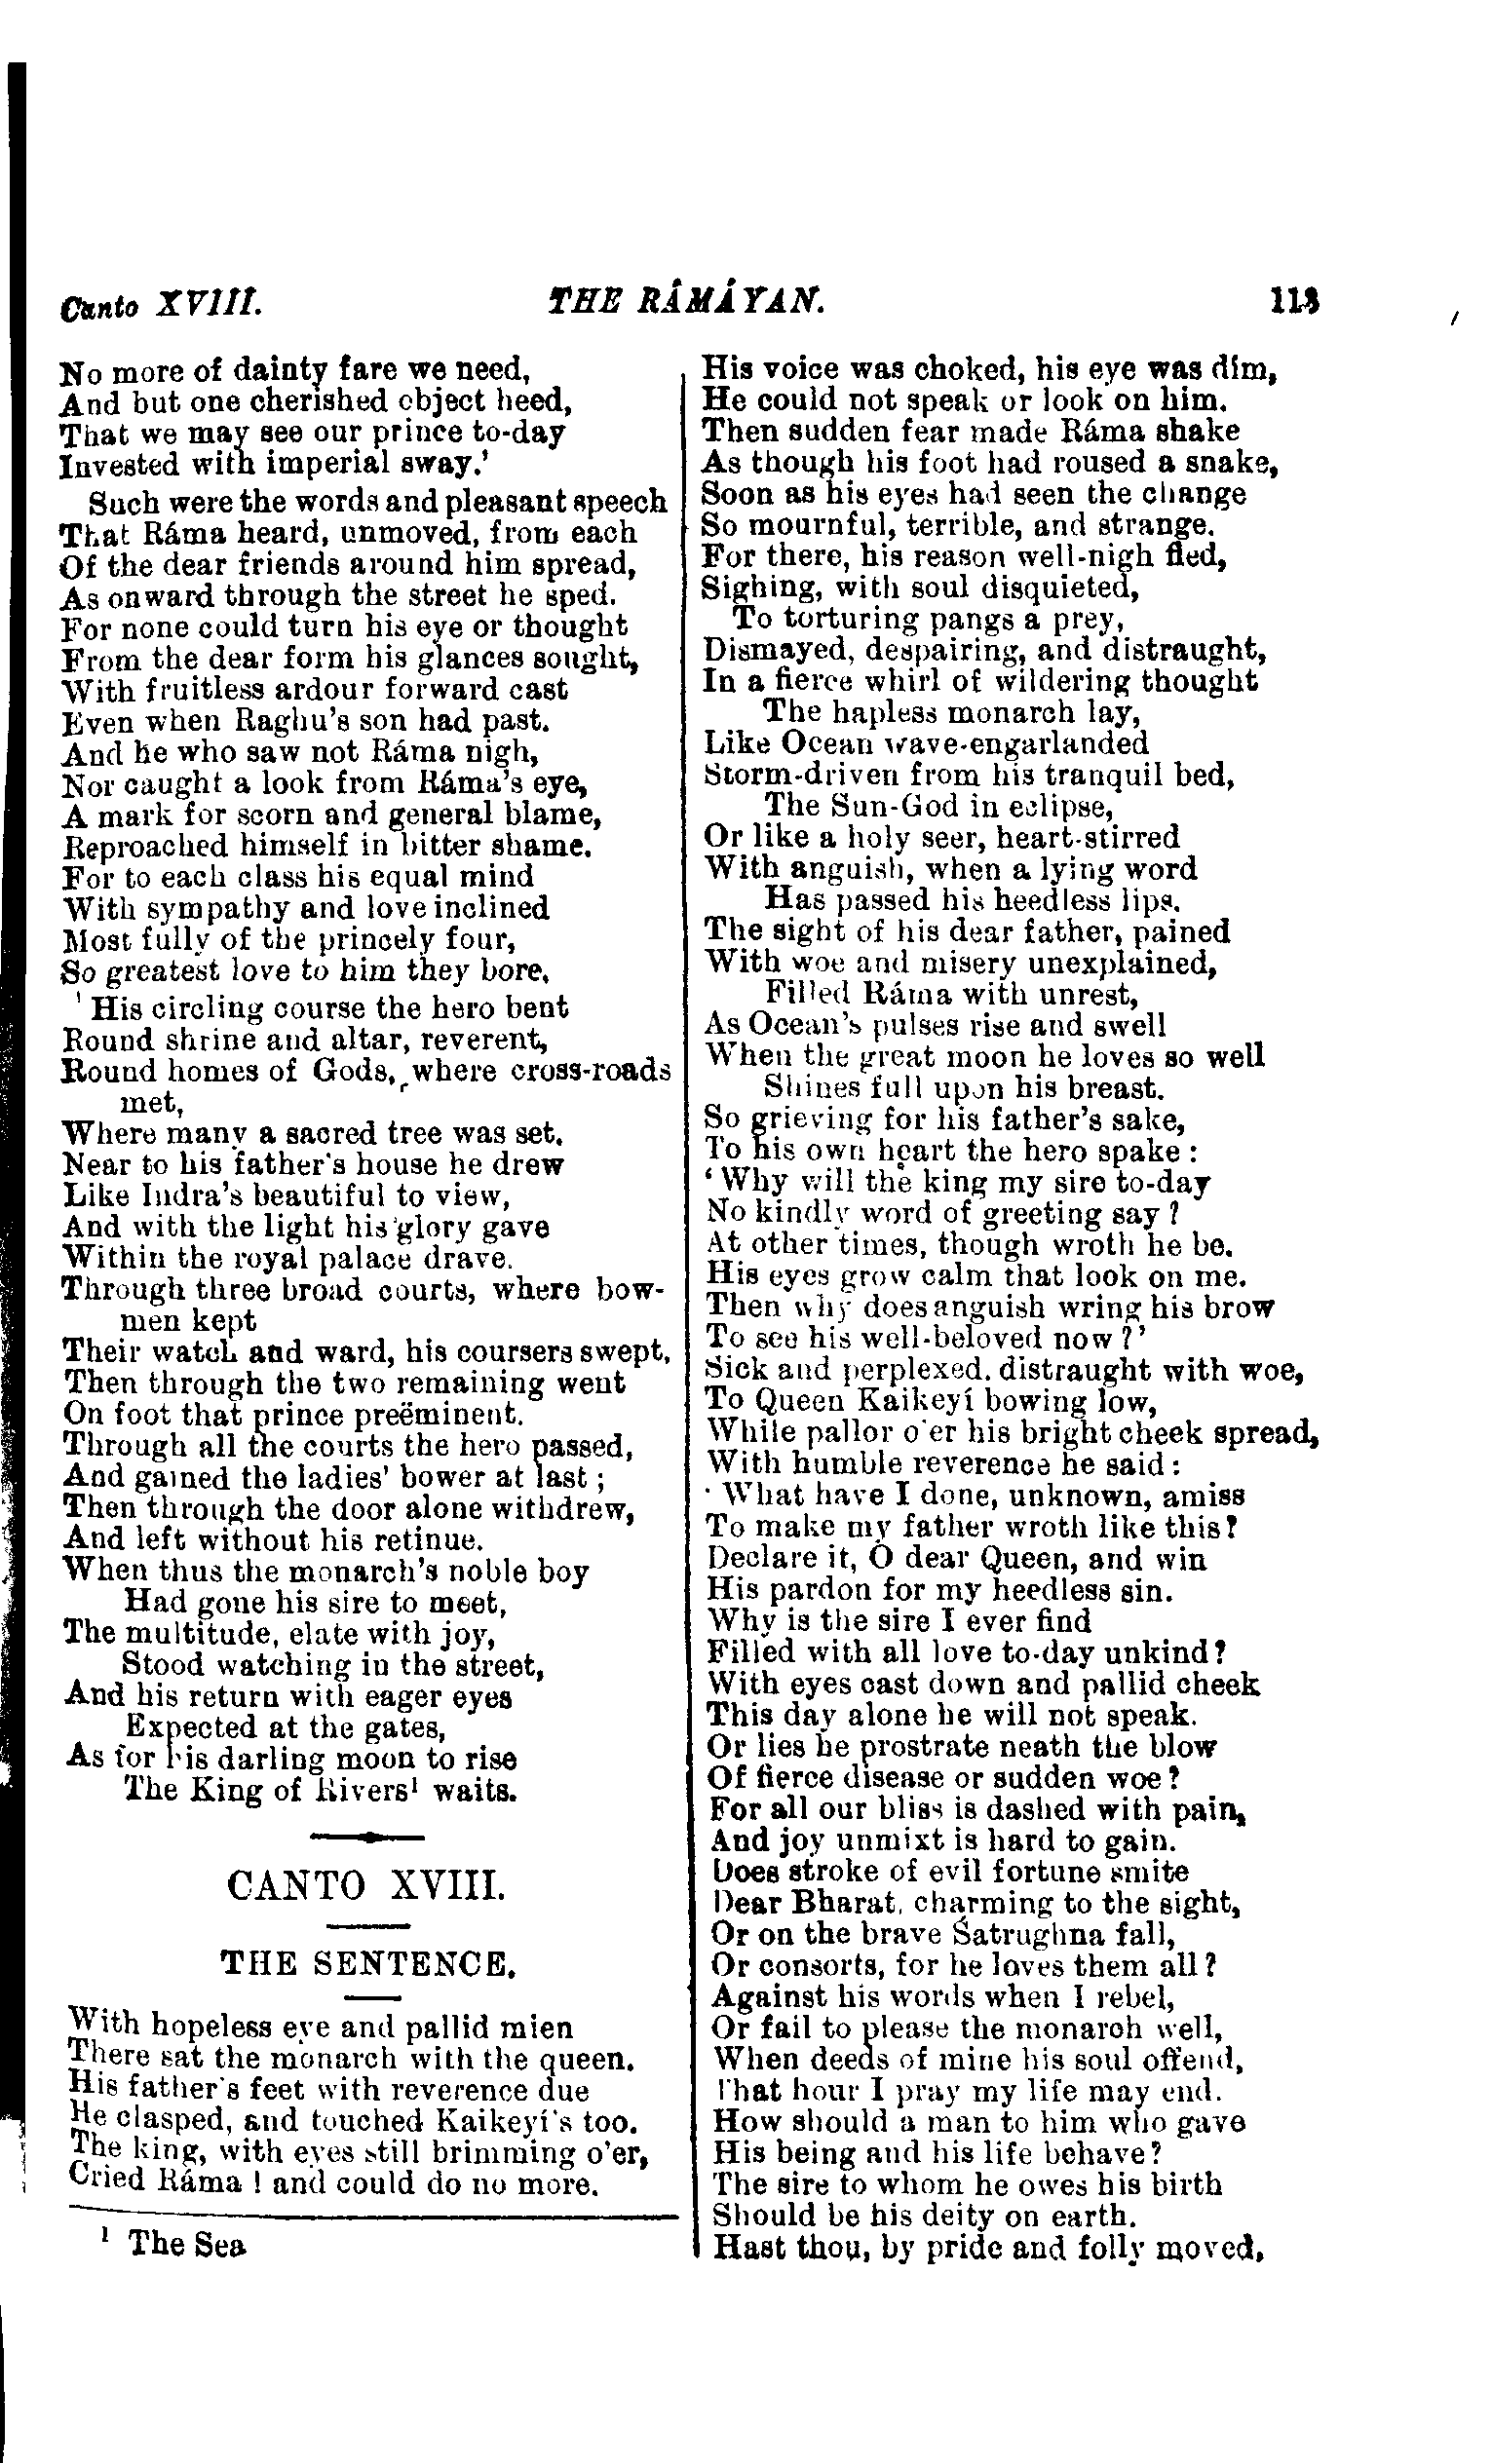 Canto XVIII. THE RÁMÁYAN. 113
No more of dainty fare we need,
And but one cherished object heed,
That we may see our prince to-day
Invested with imperial sway.'
Such were the words and pleasant speech
That Ráma heard, unmoved, from each
Of the dear friends around him spread,
As onward through the street he sped.
For none could turn his eye or thought
From the dear form his glances sought,
With fruitless ardour forward cast
Even when Raghu's son had past.
And he who saw not Ráma nigh,
Nor caught a look from Ráma's eye,
A mark for scorn and general blame,
Reproached himself in bitter shame.
For to each class his equal mind
With sympathy and love inclined
Most fully of the princely four,
So greatest love to him they bore.
His circling course the hero bent
Round shrine and altar, reverent,
Round homes of Gods, where cross-roads
met,
Where many a sacred tree was set.
Near to his father's house he drew
Like Indra's beautiful to view,
And with the light his glory gave
Within the royal palace drave.
Through three broad courts, where bow-
men kept
Their watch and ward, his coursers swept,
Then through the two remaining went
On foot that prince preëminent.
Through all the courts the hero passed,
And gained the ladies' bower at last;
Then through the door alone withdrew,
And left without his retinue.
When thus the monarch's noble boy
Had gone his sire to meet,
The multitude, elate with joy,
Stood watching in the street,
And his return with eager eyes
Expected at the gates,
As for his darling moon to rise
The King of Rivers¹ waits.
CANTO XVIII.
THE SENTENCE.
With hopeless eye and pallid mien
There sat the monarch with the queen.
His father's feet with reverence due
He clasped, and touched Kaikeyí's too.
The king, with eyes still brimming o'er,
Cried Ráma! and could do no more.
¹ The Sea
His voice was choked, his eye was dim,
He could not speak or look on him.
Then sudden fear made Ráma shake
As though his foot had roused a snake,
Soon as his eyes had seen the change
So mournful, terrible, and strange.
For there, his reason well-nigh fled,
Sighing, with soul disquieted,
To torturing pangs a prey,
Dismayed, despairing, and distraught,
In a fierce whirl of wildering thought
The hapless monarch lay,
Like Ocean wave-engarlanded
Storm-driven from his tranquil bed,
The Sun-God in eclipse,
Or like a holy seer, heart-stirred
With anguish, when a lying word
Has passed his heedless lips.
The sight of his dear father, pained
With woe and misery unexplained,
Filled Ráma with unrest,
As Ocean's pulses rise and swell
When the great moon he loves so well
Shines full upon his breast.
So grieving for his father's sake,
To his own heart the hero spake:
'Why will the king my sire to-day
No kindly word of greeting say?
At other times, though wroth he be.
His eyes grow calm that look on me.
Then why does anguish wring his brow
To see his well-beloved now?'
Sick and perplexed. distraught with woe,
To Queen Kaikeyí bowing low,
While pallor o'er his bright cheek spread,
With humble reverence he said:
'What have I done, unknown, amiss
To make my father wroth like this?
Declare it, O dear Queen, and win
His pardon for my heedless sin.
Why is the sire I ever find
Filled with all love to-day unkind?
With eyes cast down and pallid cheek
This day alone he will not speak.
Or lies he prostrate neath the blow
Of fierce disease or sudden woe?
For all our bliss is dashed with pain,
And joy unmixt is hard to gain.
Does stroke of evil fortune smite
Dear Bharat, charming to the sight,
Or on the brave Śatrughna fall,
Or consorts, for he loves them all?
Against his words when I rebel,
Or fail to please the monarch well,
When deeds of mine his soul offend,
That hour I pray my life may end.
How should a man to him who gave
His being and his life behave?
The sire to whom he owes his birth
Should be his deity on earth.
Hast thou, by pride and folly moved,